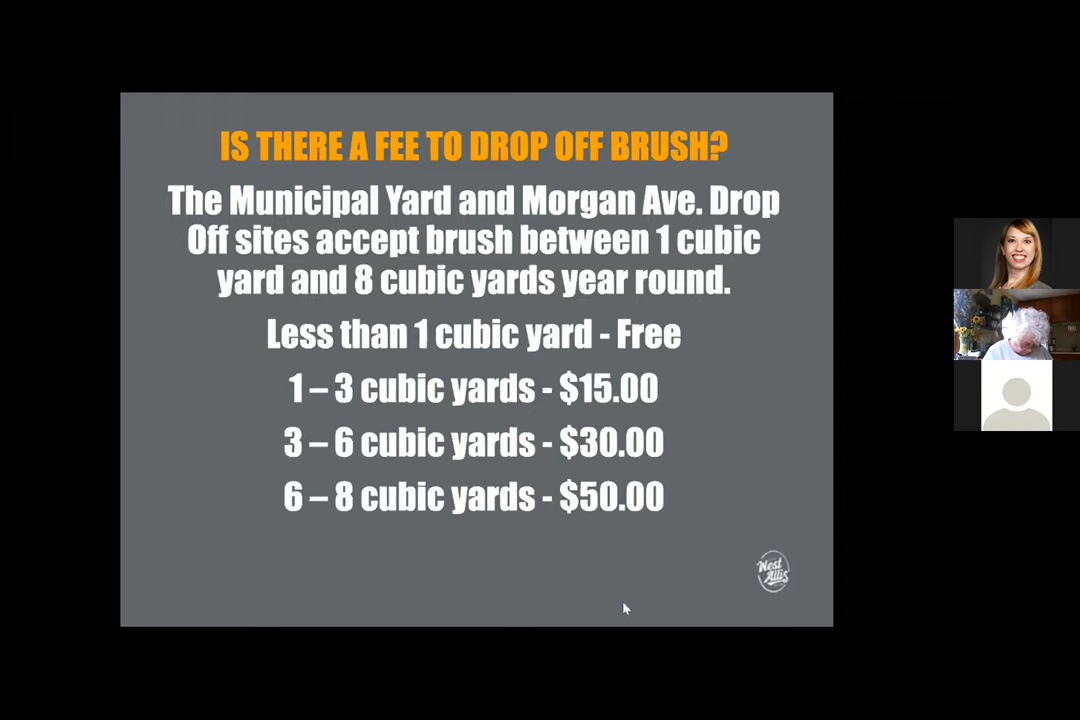 IS THERE A FEE TO DROP OFF BRUSH?
The Municipal Yard and Morgan Ave. Drop
Off sites accept brush between 1 cubic
yard and 8 cubic yards year round.
Less than 1 cubic yard - Free
1 – 3 cubic yards - $15.00
3 – 6 cubic yards - $30.00
6 – 8 cubic yards - $50.00
West
Allis